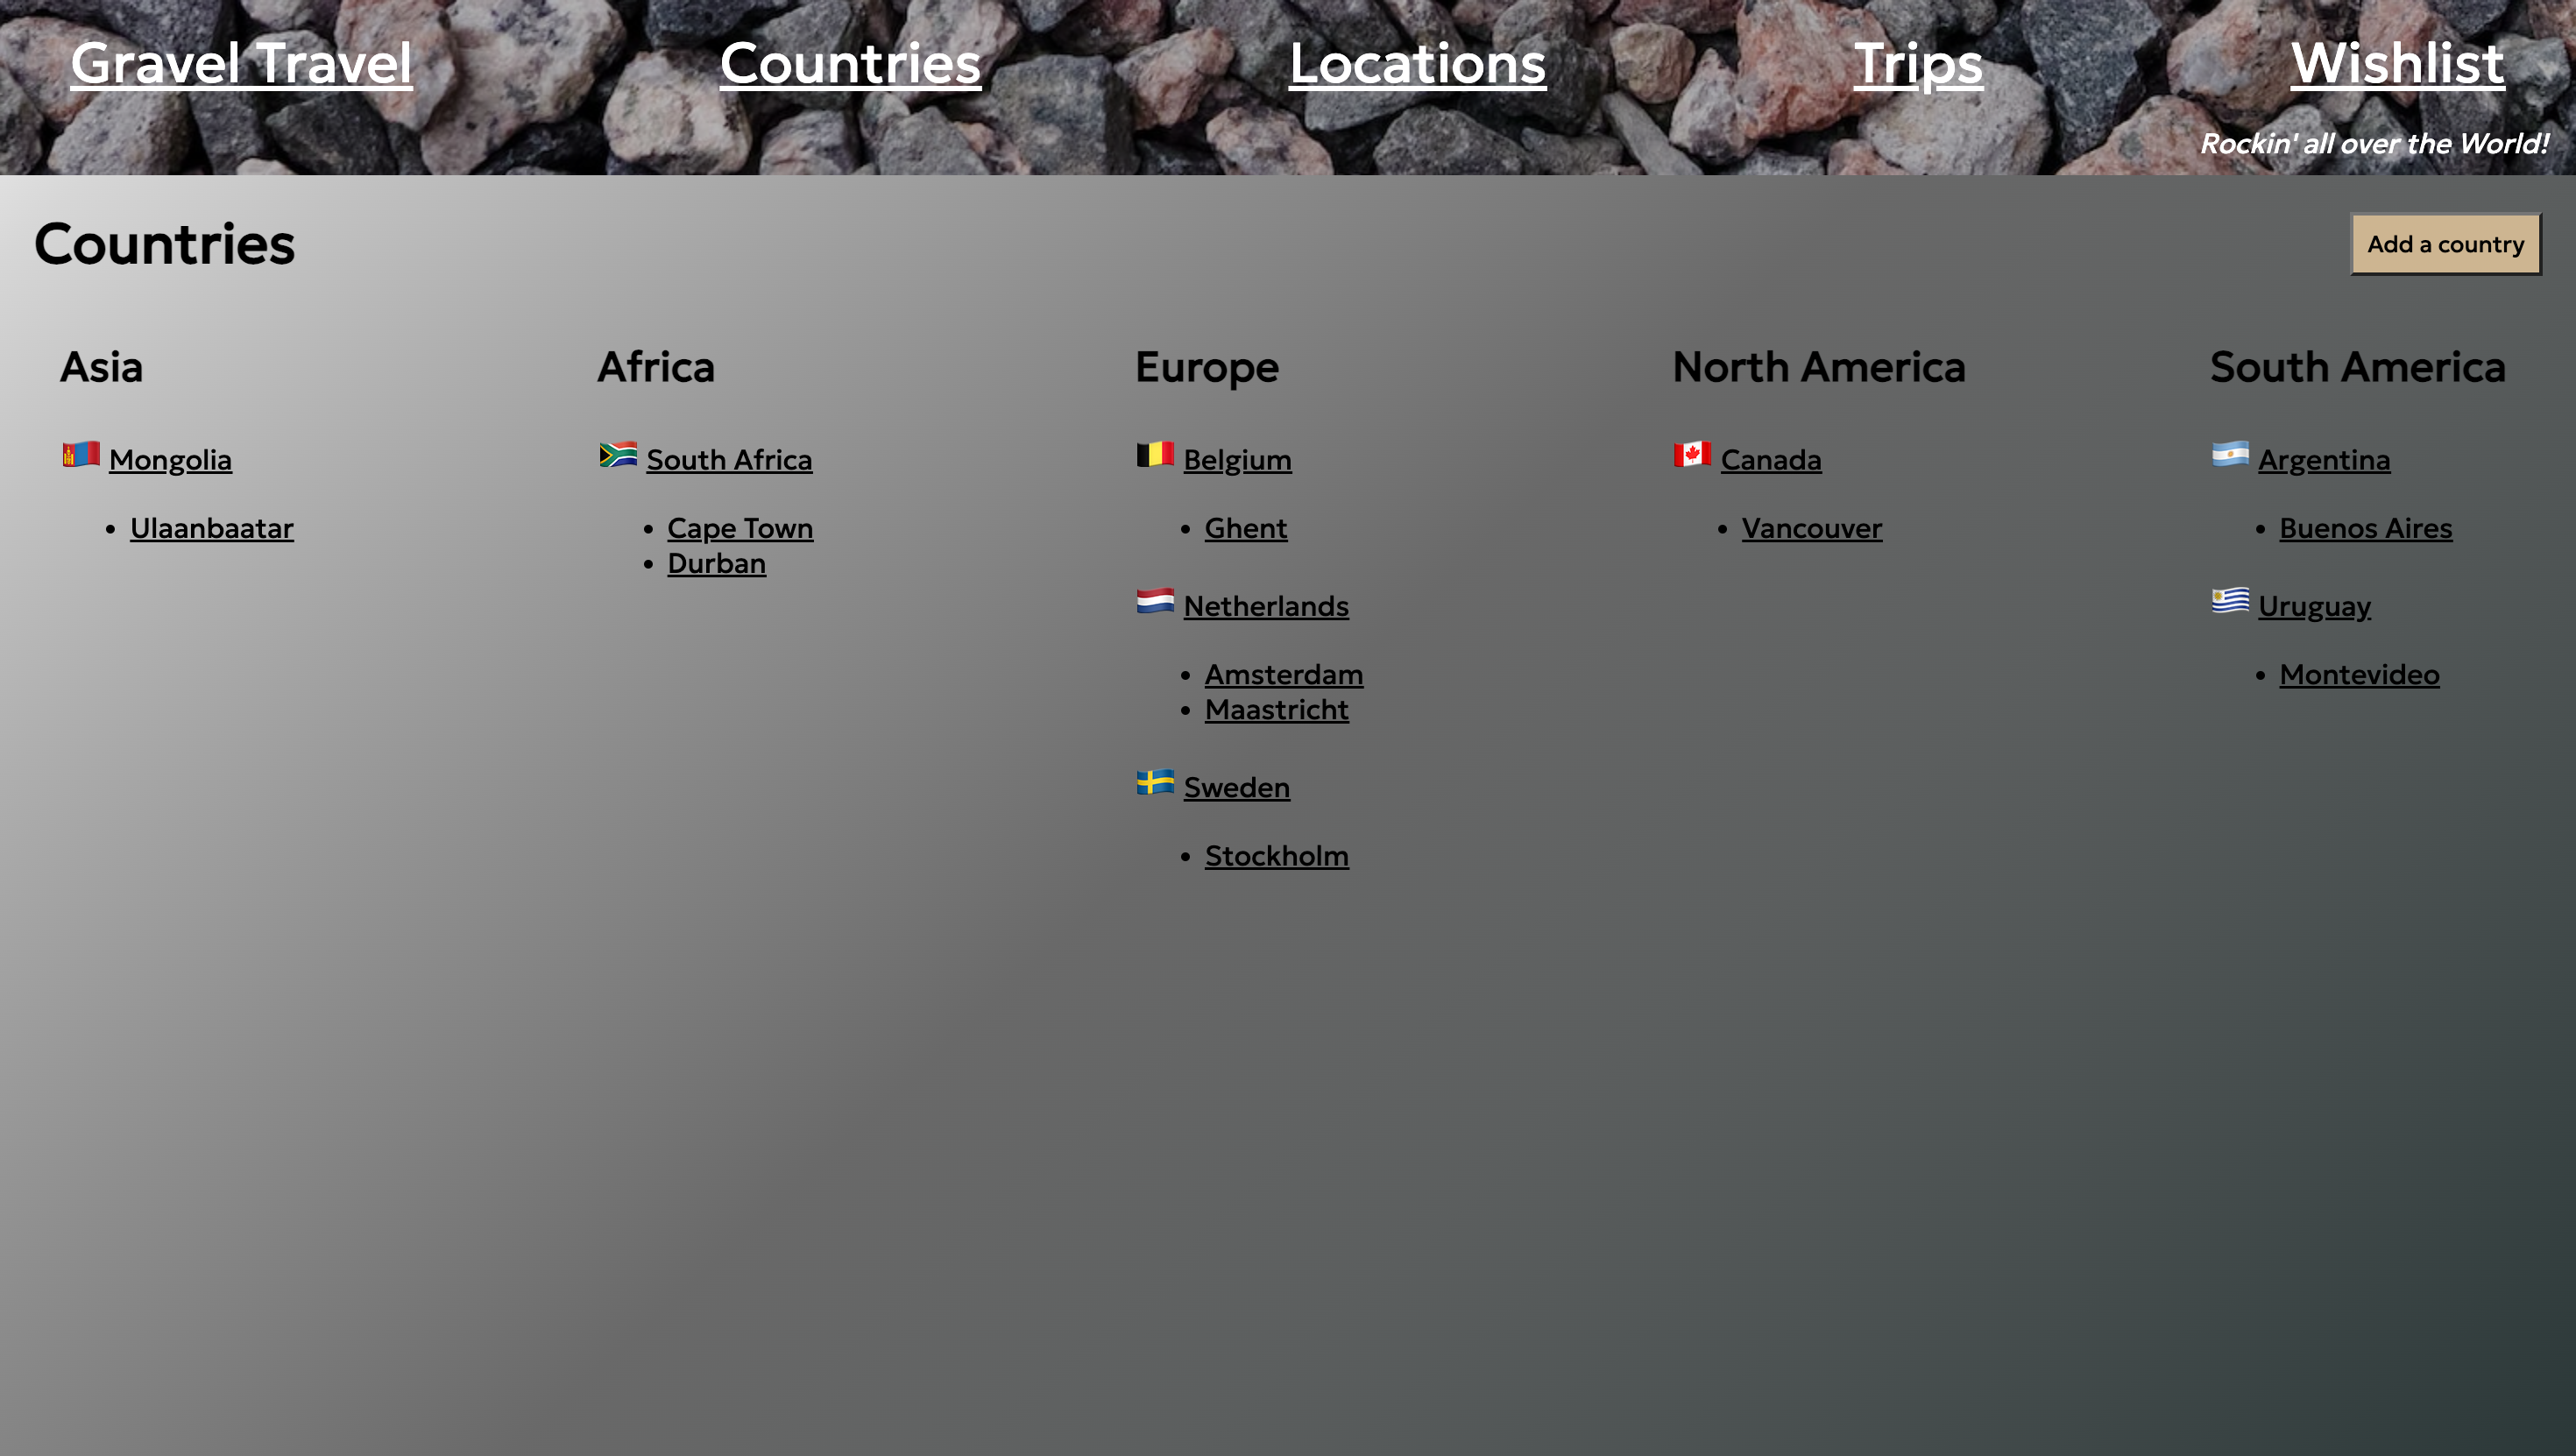 Gravel Travel
Countries
Locations
Trips
Wishlist
Rockin' all over the World!
Countries
Add a country
Asia
Mongolia
Ulaanbaatar
Africa
South Africa
Cape Town
Durban
Europe
Belgium
Ghent
Netherlands
Amsterdam
Maastricht
Sweden
Stockholm
North America
Canada
Vancouver
South America
Argentina
Buenos Aires
Uruguay
Montevideo